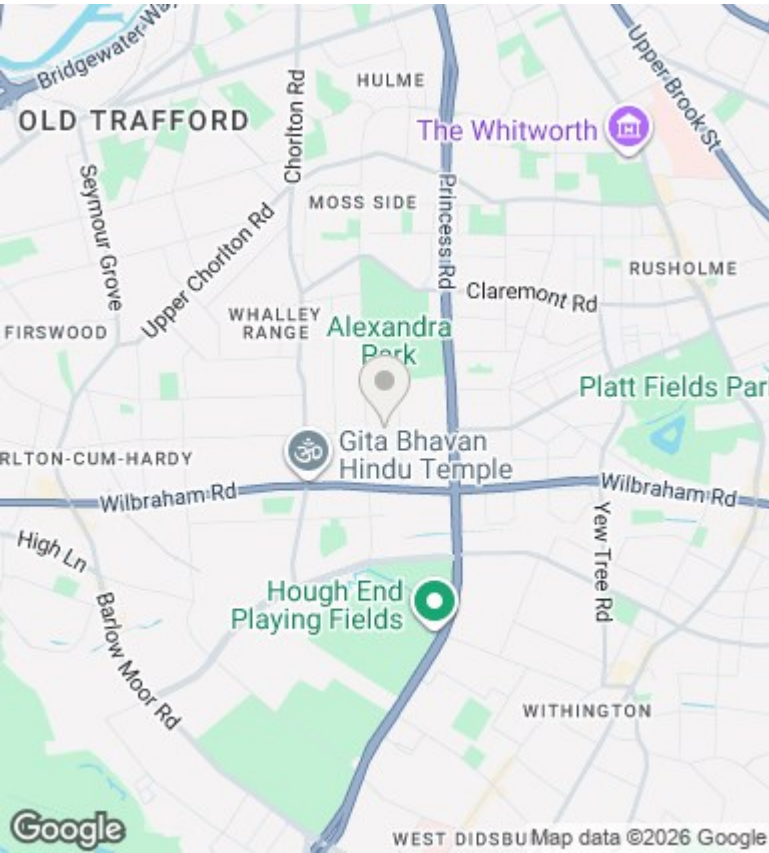 Bridgewater Way
HULME
OLD TRAFFORD
Chorlton Rd
The Whitworth
Upper Brook St
Seymour Grove
MOSS SIDE
Princess Rd
Upper Chorlton Rd
RUSHOLME
Claremont Rd
WHALLEY
RANGE
FIRSWOOD
Alexandra
Park
Platt Fields Par
Gita Bhavan
Hindu Temple
RLTON-CUM-HARDY
Wilbraham Rd
Wilbraham Rd
High Ln
Yew Tree Rd
Hough End
Playing Fields
Barlow Moor Rd
WITHINGTON
Google
WEST DIDSBU
Map data ©2026 Google